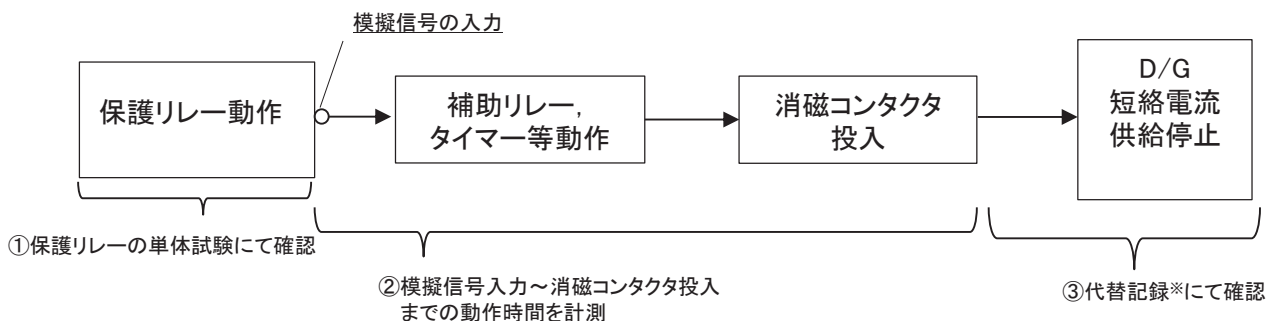 模擬信号の入力
保護リレー動作
補助リレー，
タイマー等動作
消磁コンタクタ
投入
D/G
短絡電流
供給停止
①保護リレーの単体試験にて確認
②模擬信号入力～消磁コンタクタ投入
までの動作時間を計測
③代替記録※にて確認